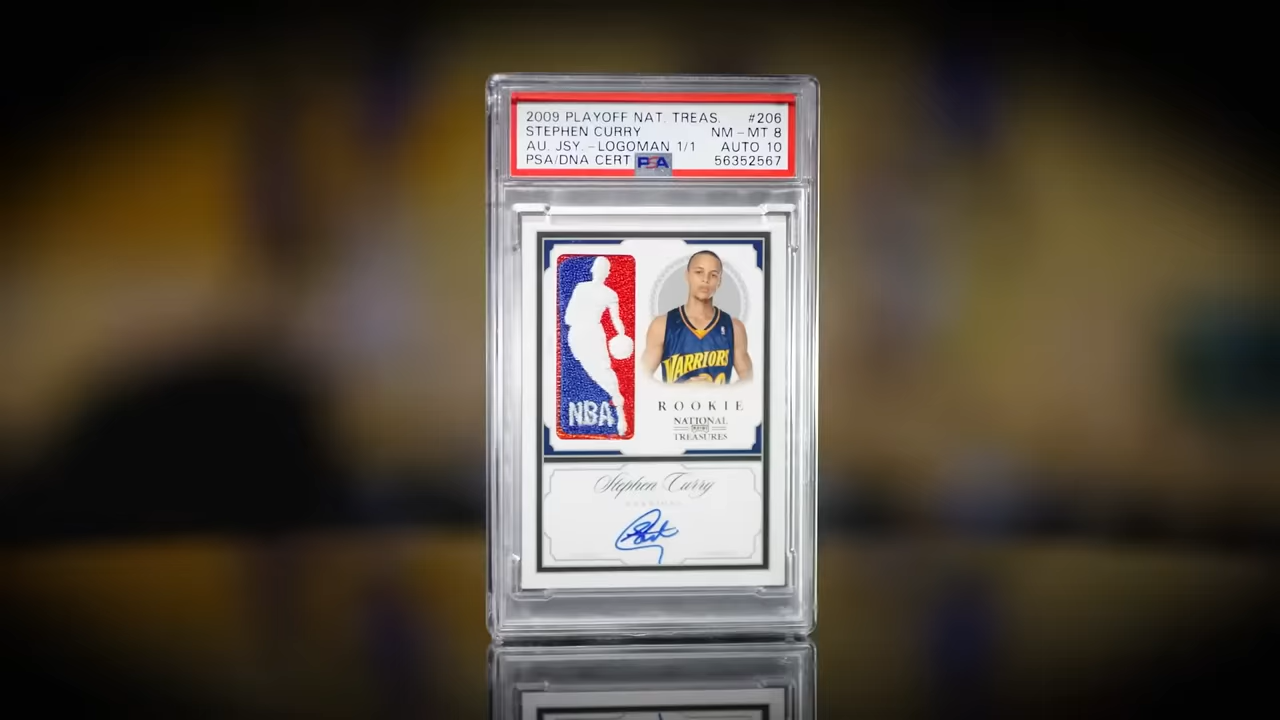 2009 PLAYOFF NAT. TREAS. #206
STEPHEN CURRY NM - MT 8
AU. JSY. - LOGOMAN 1/1 AUTO 10
PSA/DNA CERT PSA 56352567
NBA
WARRIORS
ROOKIE
NATIONAL
TREASURES
Stephen Curry